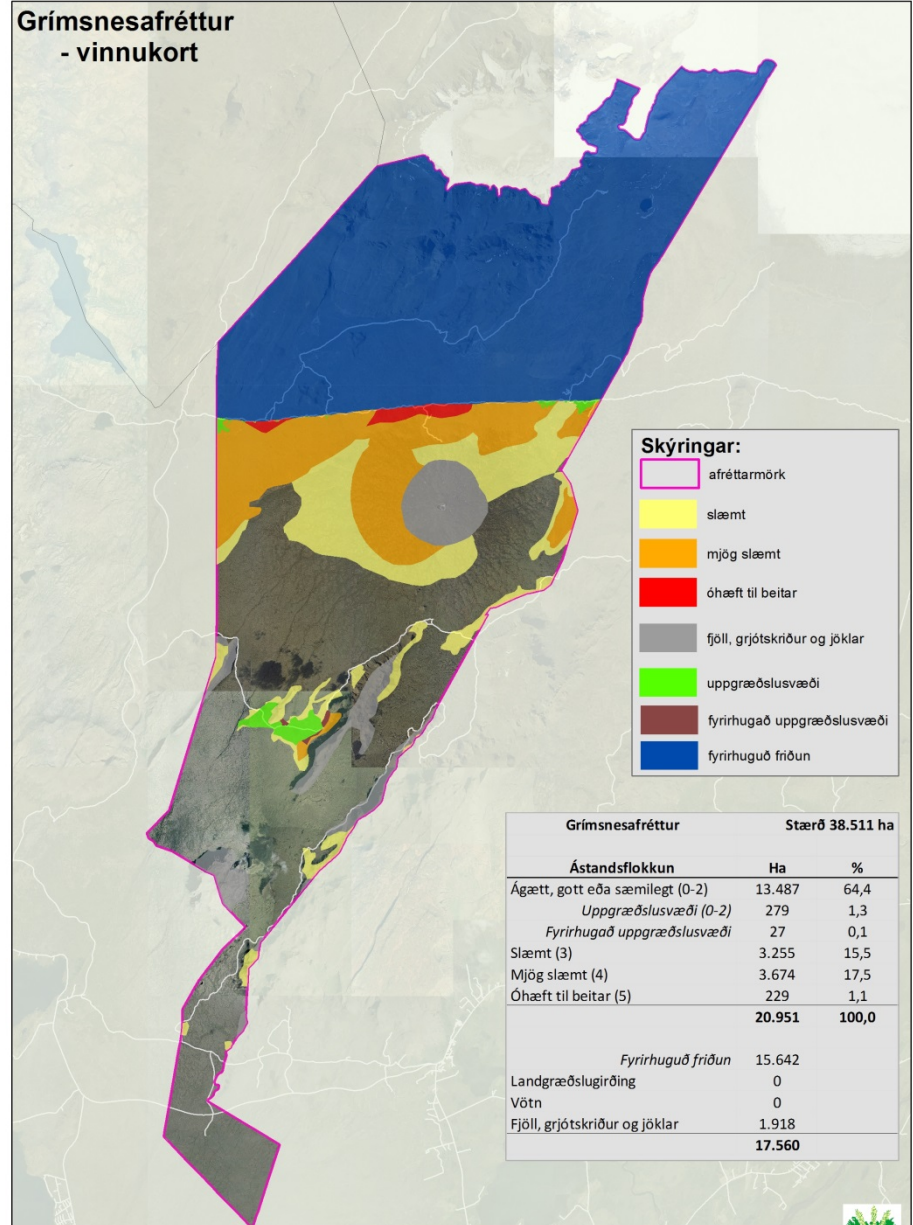 Grímsnesafréttur
- vinnukort
Skýringar:
afréttarmörk
slæmt
mjög slæmt
óhæft til beitar
fjöll, grjótskriður og jöklar
uppgræðslusvæði
fyrirhugað uppgræðslusvæði
fyrirhuguð friðun
Grímsnesafréttur Stærð 38.511 ha
Ástandsflokkun Ha %
Ágætt, gott eða sæmilegt (0-2) 13.487 64,4
Uppgræðslusvæði (0-2) 279 1,3
Fyrirhugað uppgræðslusvæði 27 0,1
Slæmt (3) 3.255 15,5
Mjög slæmt (4) 3.674 17,5
Óhæft til beitar (5) 229 1,1
20.951 100,0
Fyrirhuguð friðun 15.642
Landgræðslugirðing 0
Vötn 0
Fjöll, grjótskriður og jöklar 1.918
17.560